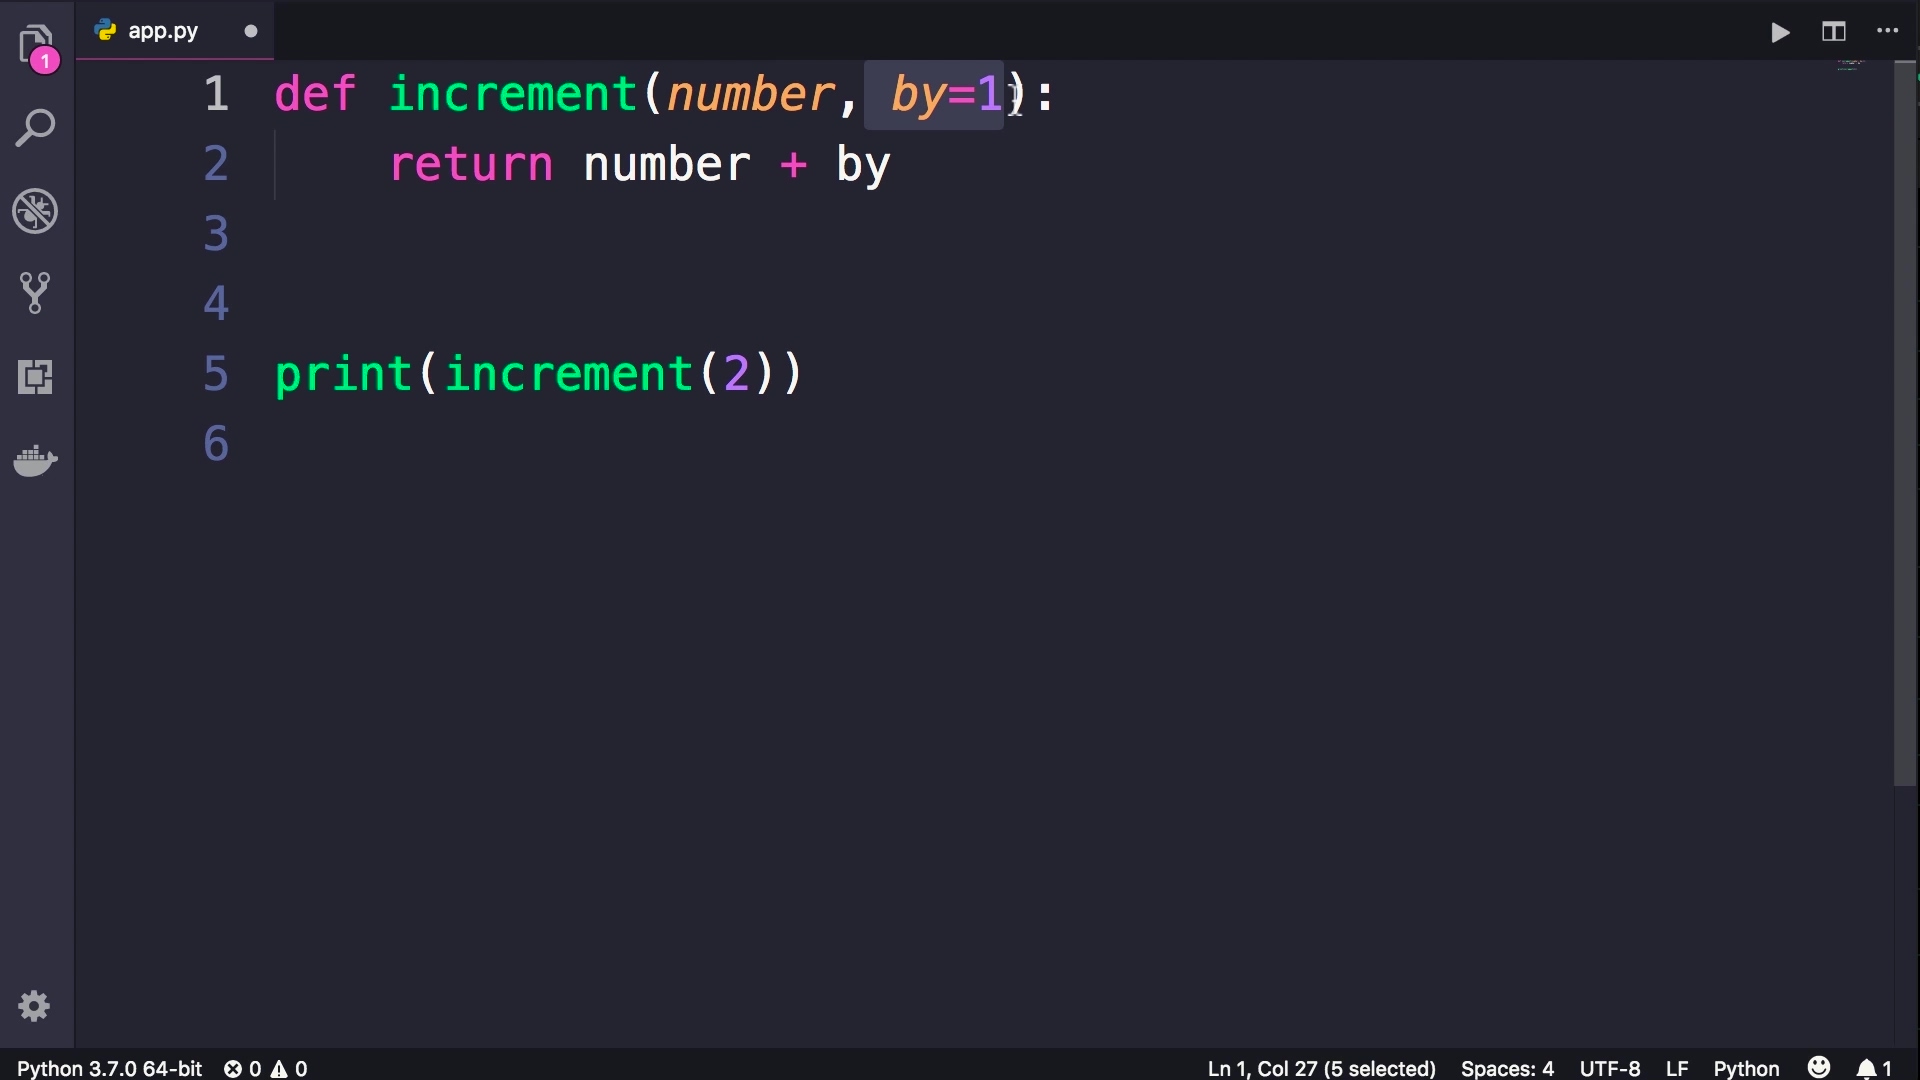 app.py
1
1 def increment(number, by=1):
2 return number + by
3
4
5 print(increment(2))
6
Python 3.7.0 64-bit 0 0 Ln 1, Col 27 (5 selected) Spaces: 4 UTF-8 LF Python 1